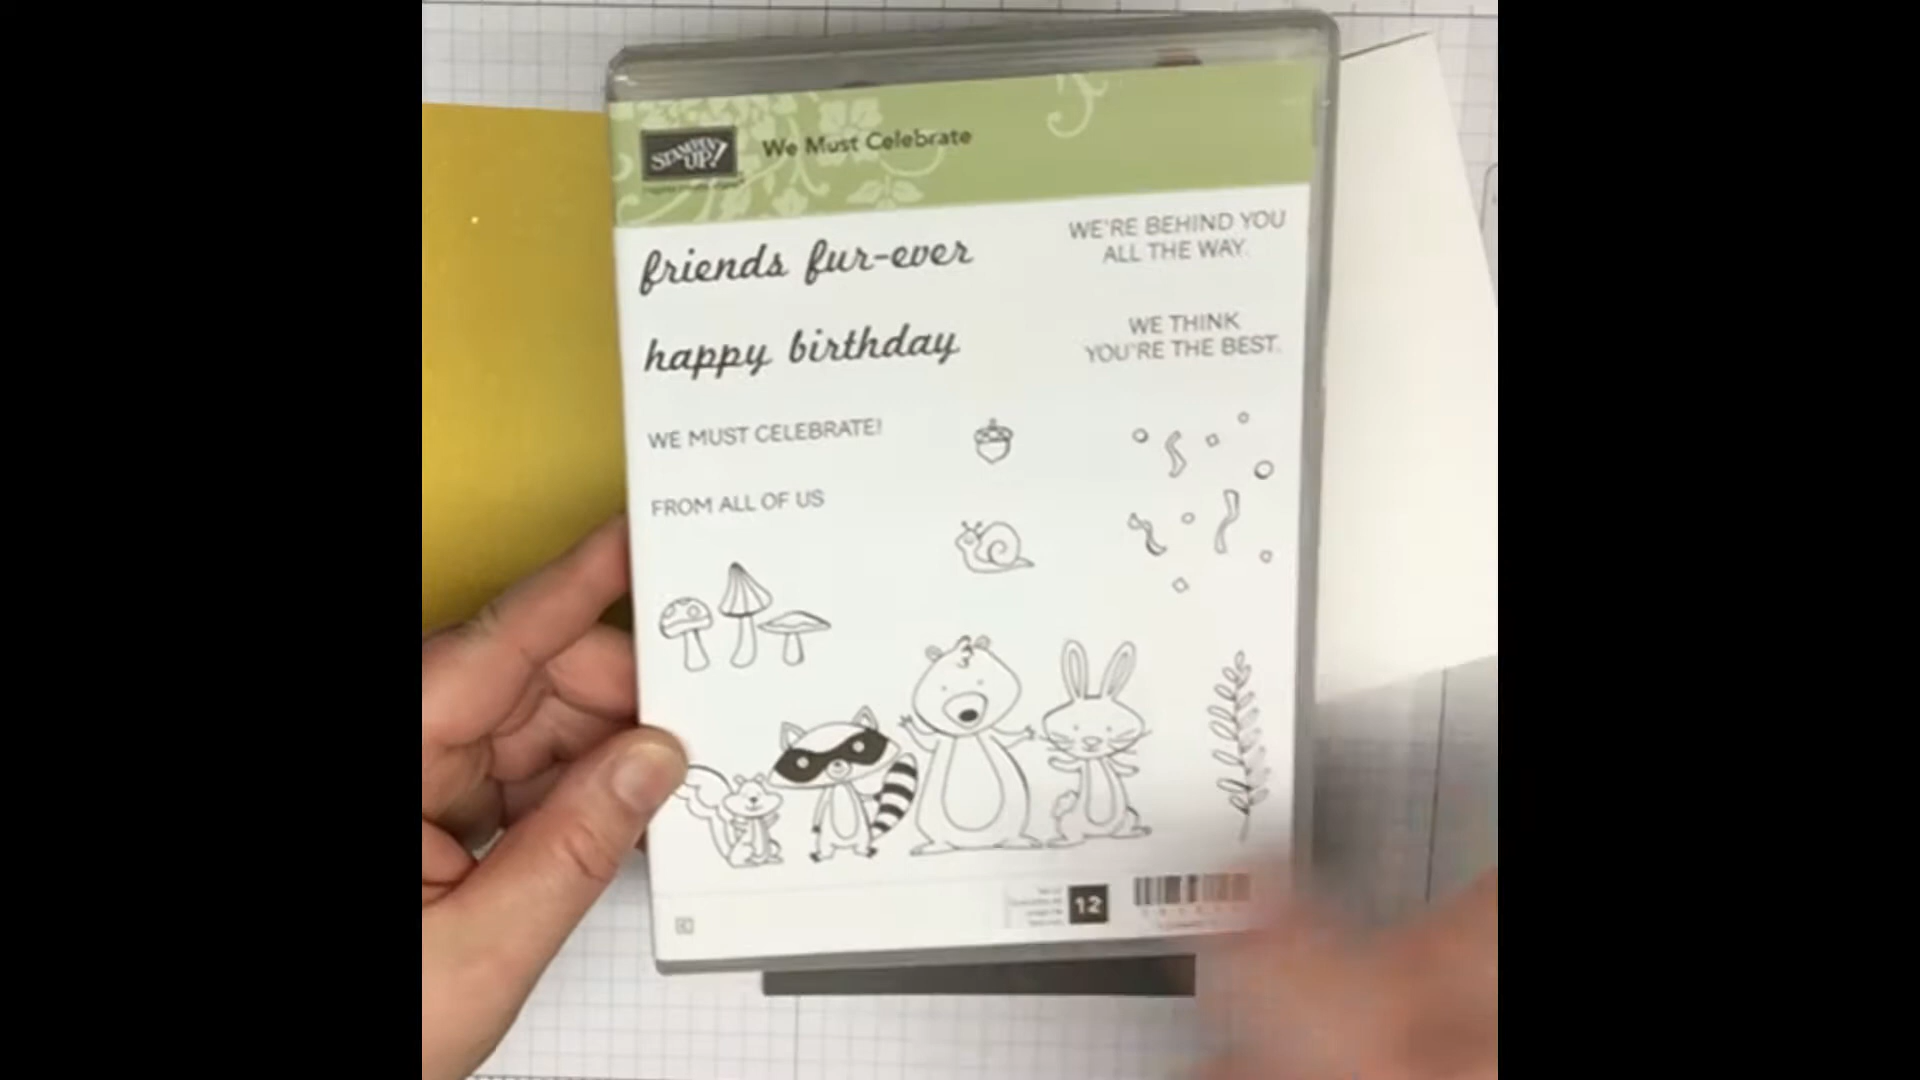 STAMPIN' UP!
We Must Celebrate
friends fur-ever
WE'RE BEHIND YOU
ALL THE WAY.
happy birthday
WE THINK
YOU'RE THE BEST.
WE MUST CELEBRATE!
FROM ALL OF US
12